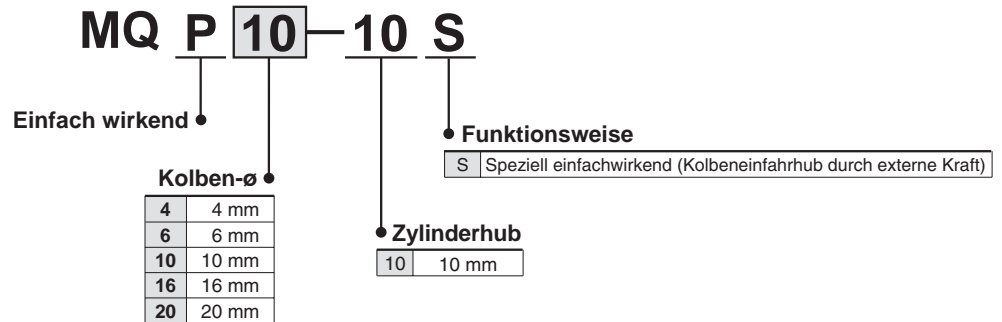 MQ P 10 – 10 S
Einfach wirkend
Funktionsweise
S Speziell einfachwirkend (Kolbeneinfahrhub durch externe Kraft)
Kolben-ø
4 4 mm
6 6 mm
10 10 mm
16 16 mm
20 20 mm
Zylinderhub
10 10 mm